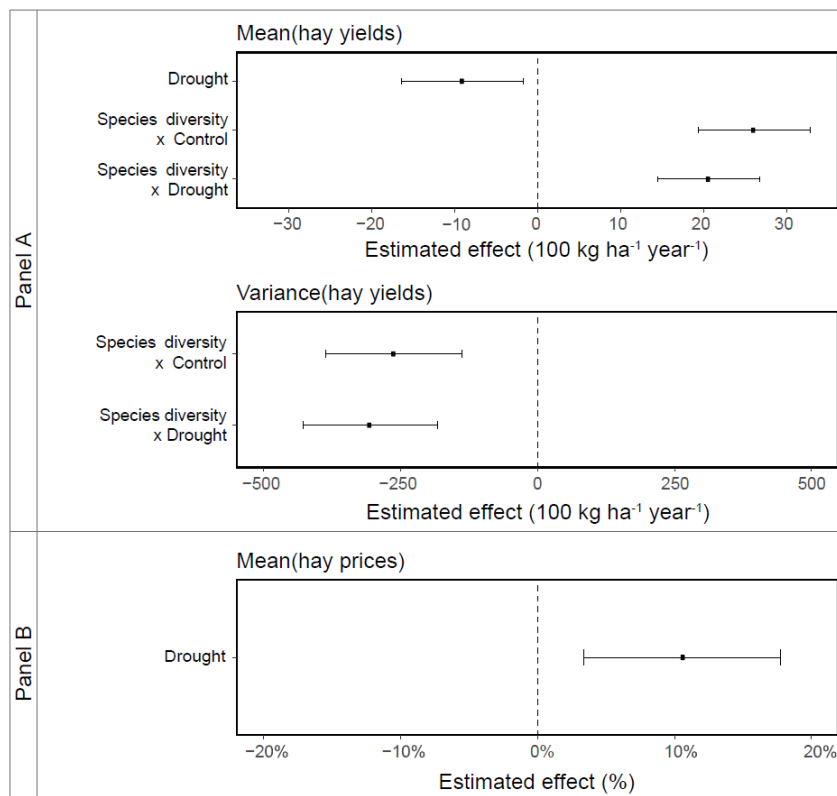 Panel A
Mean(hay yields)
Drought
Species diversity
x Control
Species diversity
x Drought
−30 −20 −10 0 10 20 30
Estimated effect (100 kg ha⁻¹ year⁻¹)
Variance(hay yields)
Species diversity
x Control
Species diversity
x Drought
−500 −250 0 250 500
Estimated effect (100 kg ha⁻¹ year⁻¹)
Panel B
Mean(hay prices)
Drought
−20% −10% 0% 10% 20%
Estimated effect (%)